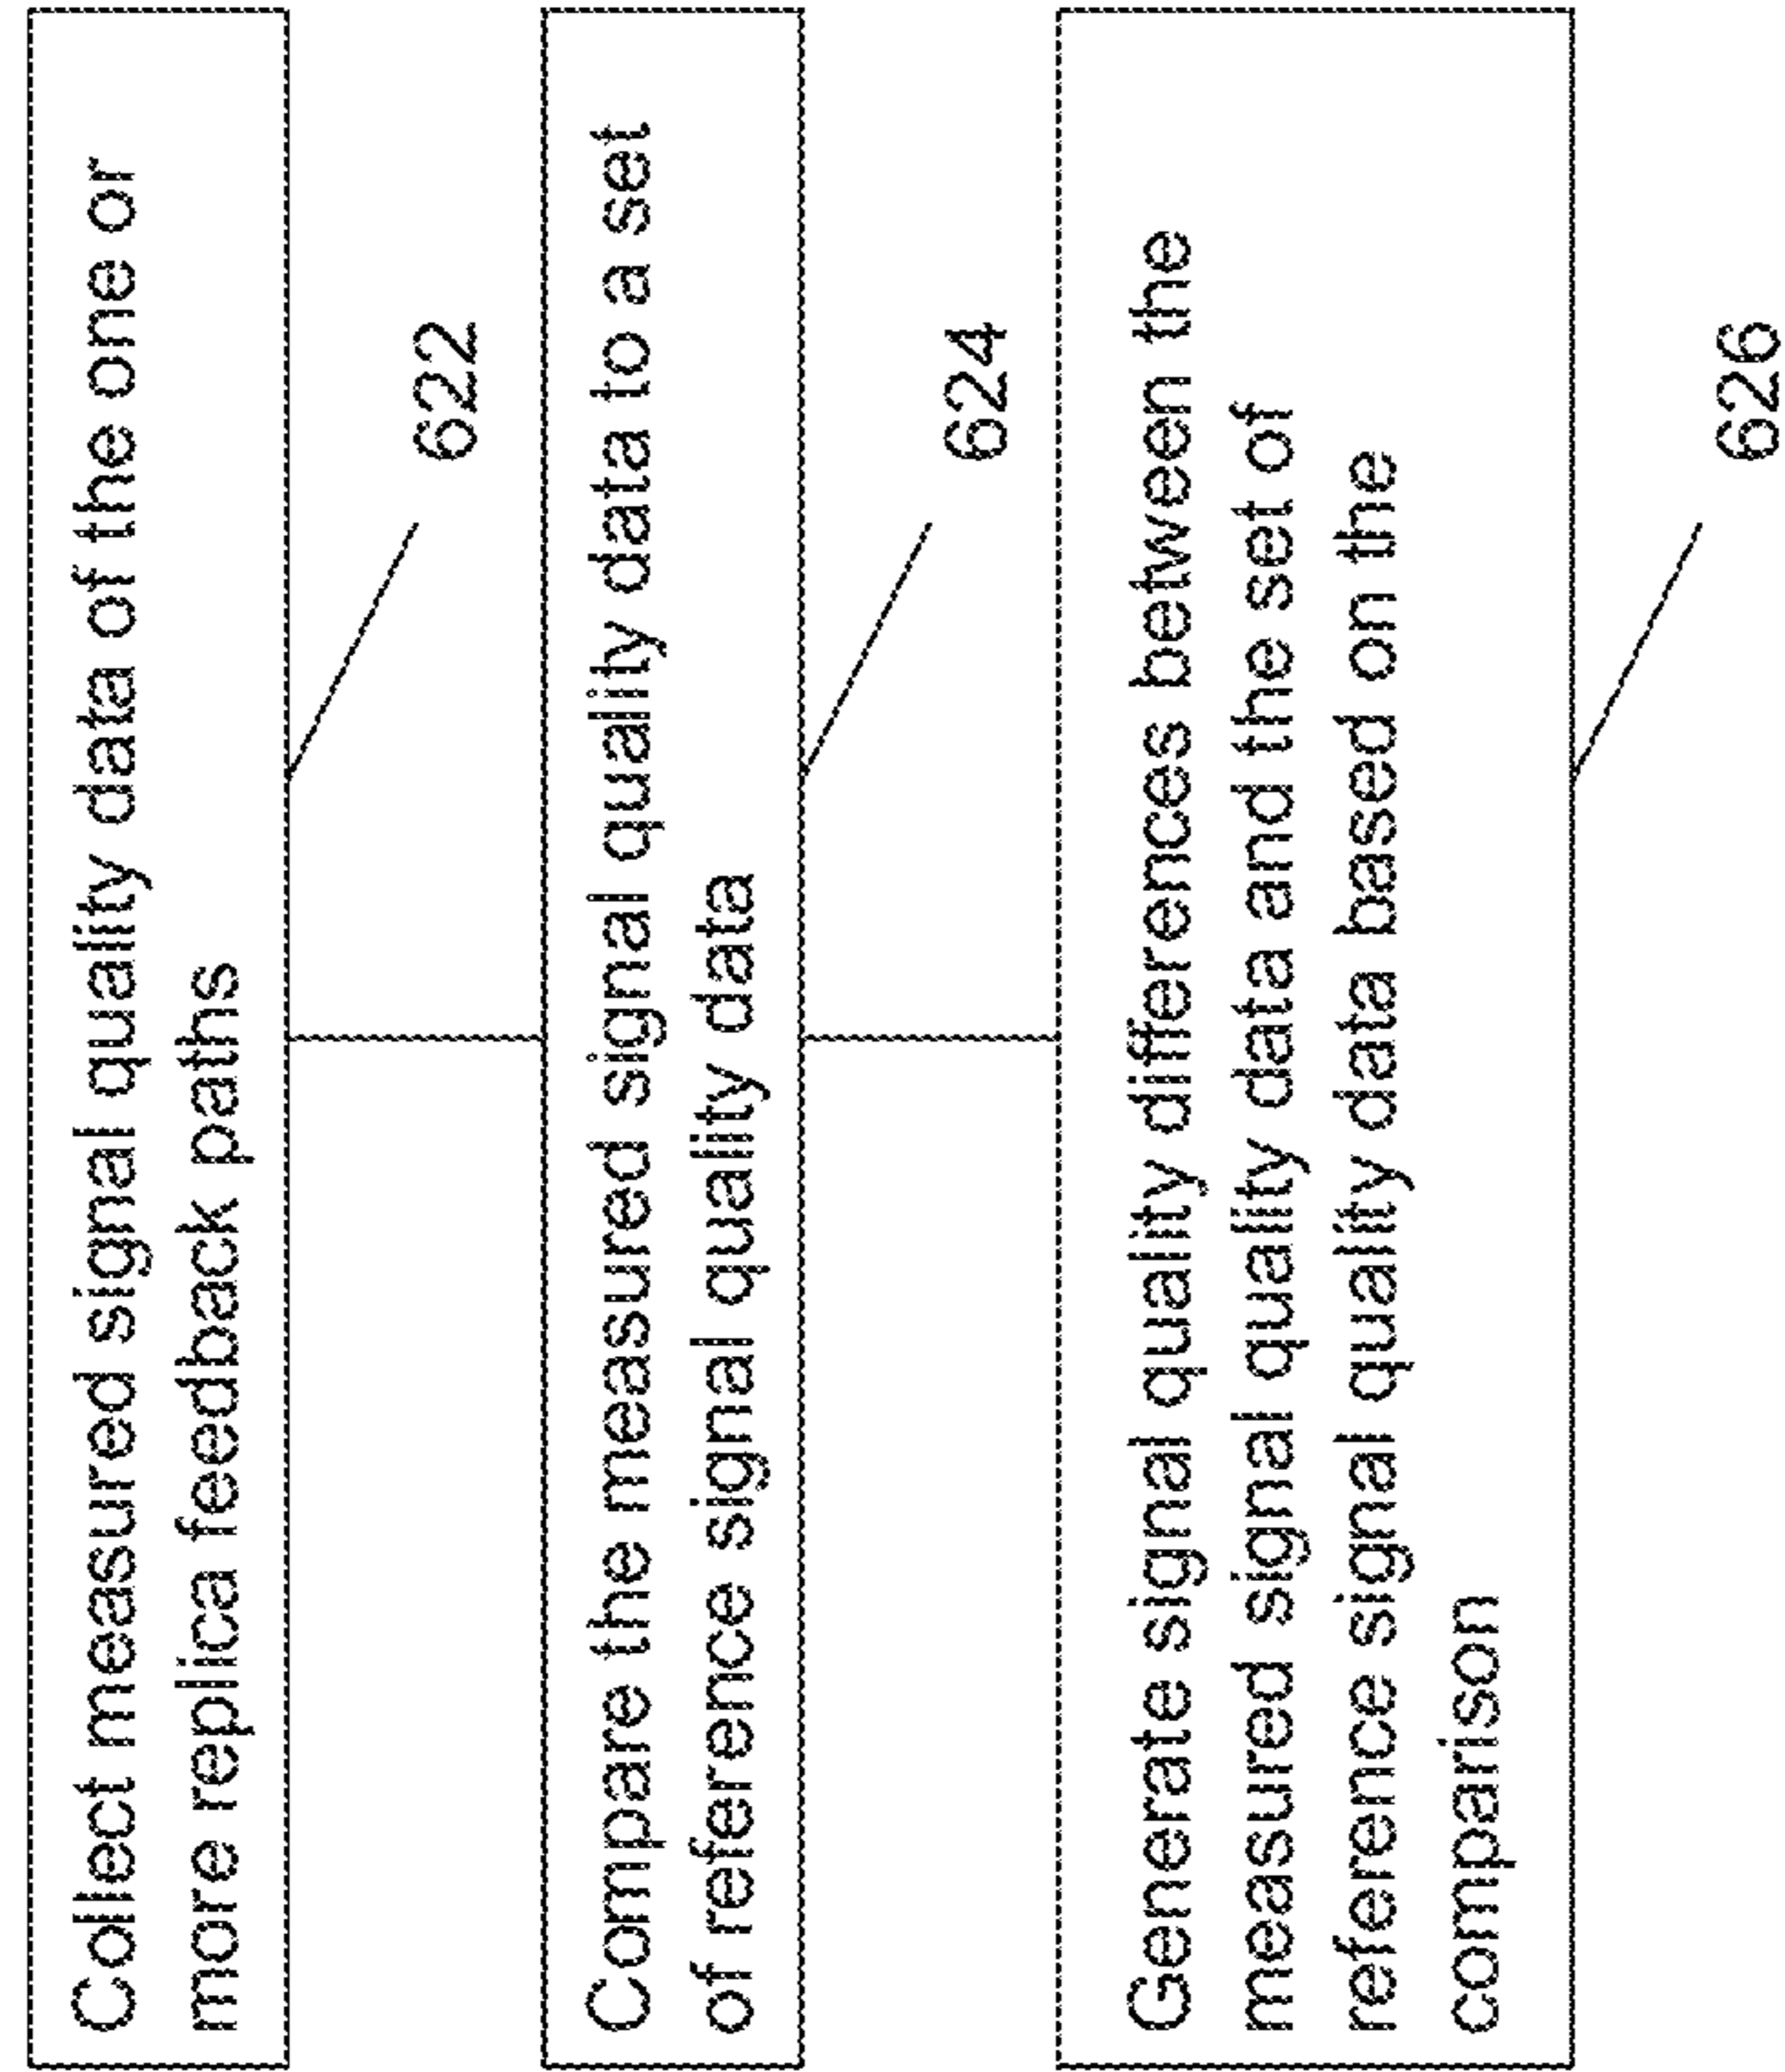 Collect measured signal quality data of the one or
more replica feedback paths
622
Compare the measured signal quality data to a set
of reference signal quality data
624
Generate signal quality differences between the
measured signal quality data and the set of
reference signal quality data based on the
comparison
626